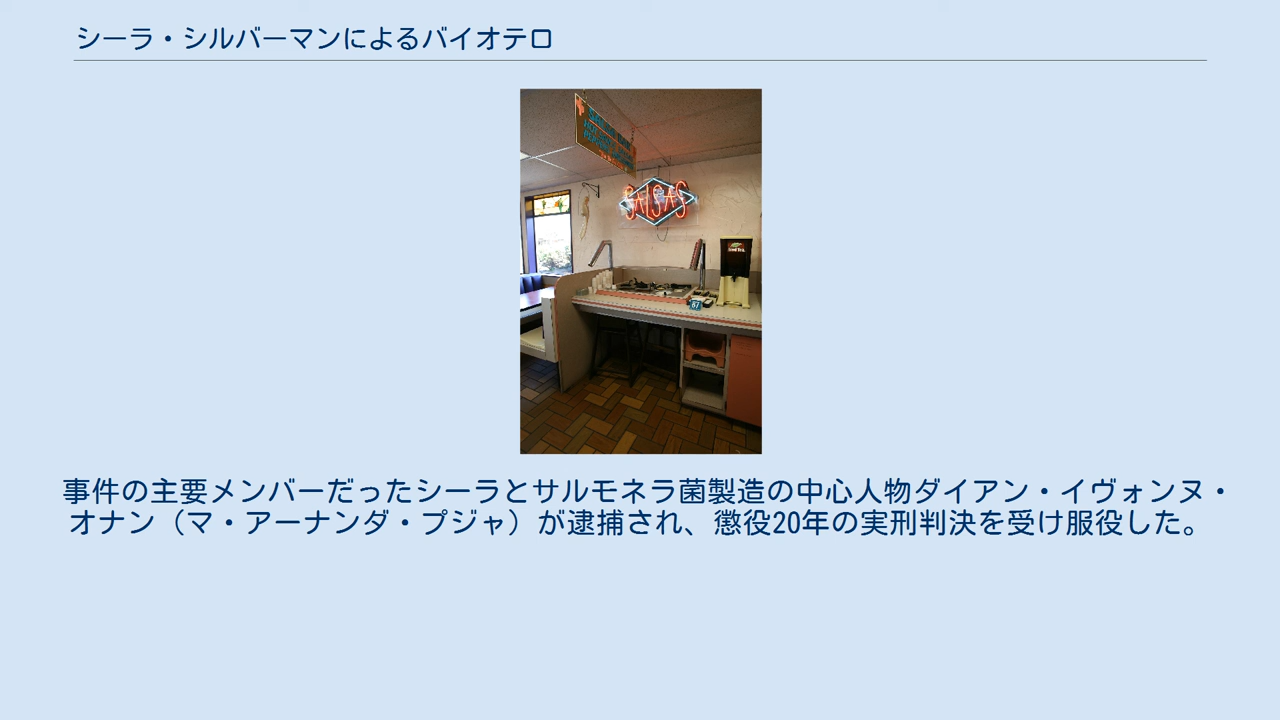 シーラ・シルバーマンによるバイオテロ
SALSAS
67
事件の主要メンバーだったシーラとサルモネラ菌製造の中心人物ダイアン・イヴォンヌ・
オナン（マ・アーナンダ・プジャ）が逮捕され、懲役20年の実刑判決を受け服役した。